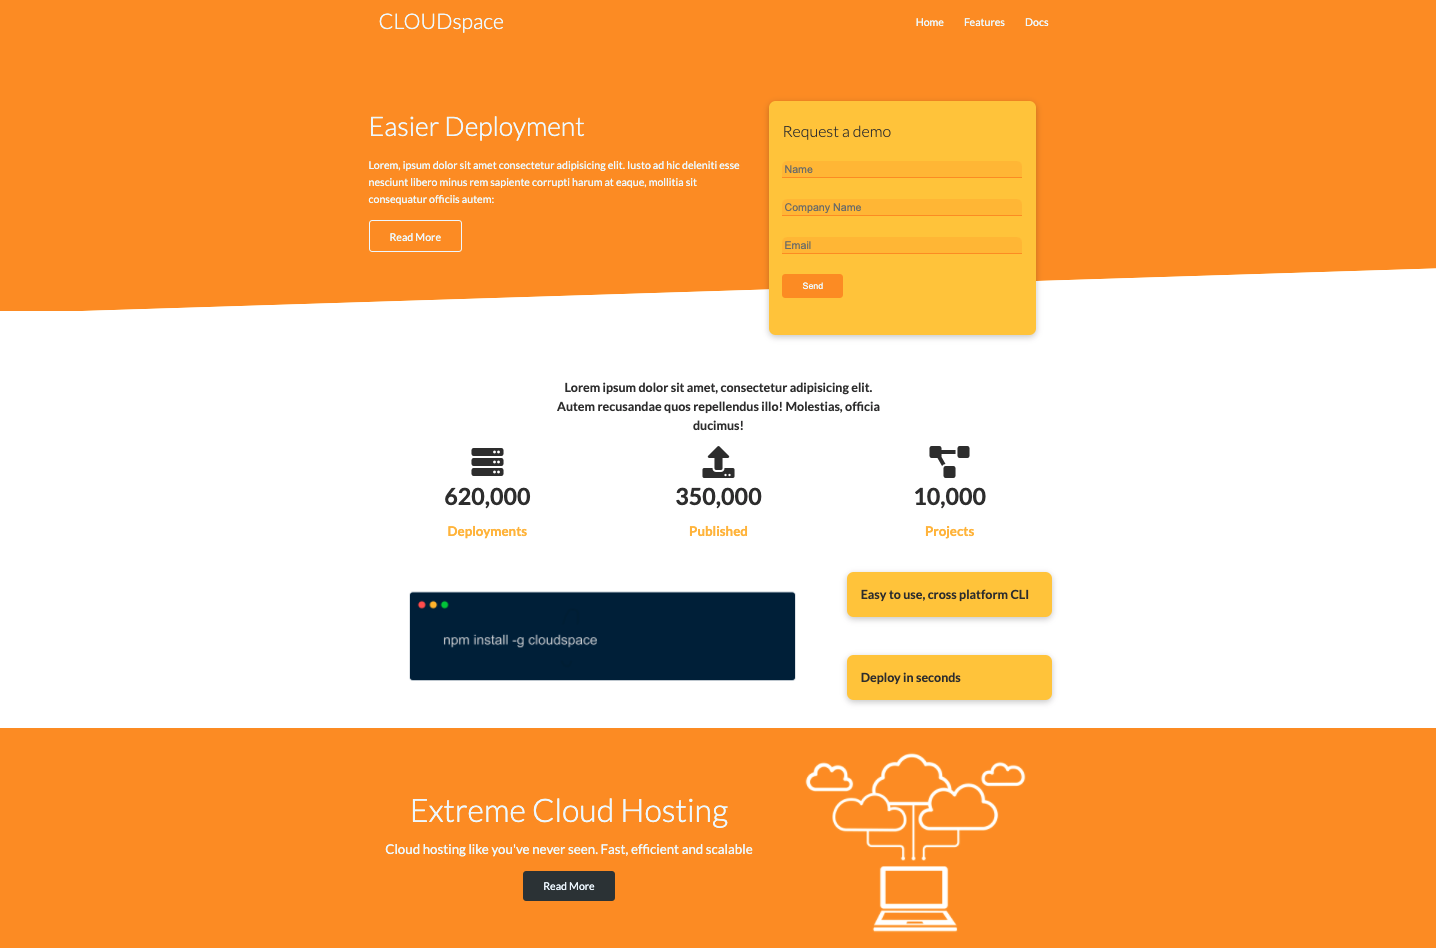 CLOUDspace
Home Features Docs
Easier Deployment
Lorem, ipsum dolor sit amet consectetur adipisicing elit. Iusto ad hic deleniti esse
nesciunt libero minus rem sapiente corrupti harum at eaque, mollitia sit
consequatur officiis autem:
Read More
Request a demo
Name
Company Name
Email
Send
Lorem ipsum dolor sit amet, consectetur adipisicing elit.
Autem recusandae quos repellendus illo! Molestias, officia
ducimus!
620,000
Deployments
350,000
Published
10,000
Projects
npm install -g cloudspace
Easy to use, cross platform CLI
Deploy in seconds
Extreme Cloud Hosting
Cloud hosting like you've never seen. Fast, efficient and scalable
Read More